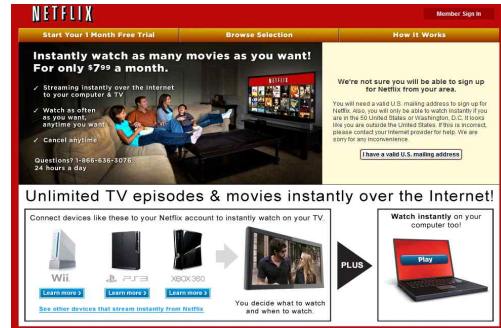 NETFLIX
Member Sign In
Start Your 1 Month Free Trial
Browse Selection
How It Works
Instantly watch as many movies as you want!
For only $7.99 a month.
✓ Streaming instantly over the Internet
to your computer & TV
✓ Watch as often
as you want,
anytime you want
✓ Cancel anytime
Questions? 1-866-636-3076
24 hours a day
NETFLIX
We're not sure you will be able to sign up
for Netflix from your area.
You will need a valid U.S. mailing address to sign up for
Netflix. Also, you will only be able to watch instantly if you
are in the 50 United States or Washington, D.C. It looks
like you are outside the United States. If this is incorrect,
please contact your Internet provider for help. We are
sorry for any inconvenience.
I have a valid U.S. mailing address
Unlimited TV episodes & movies instantly over the Internet!
Connect devices like these to your Netflix account to instantly watch on your TV.
Wii
PS3
XBOX 360
Learn more >
Learn more >
Learn more >
See other devices that stream instantly from Netflix
You decide what to watch
and when to watch.
PLUS
Watch instantly on your
computer too!
Play